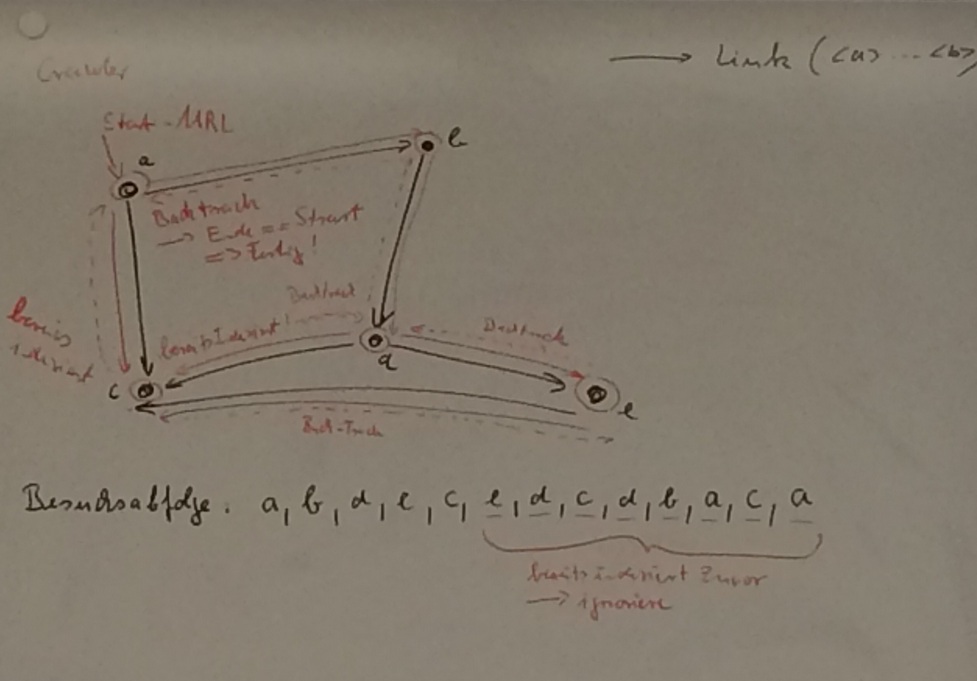 Crawler
→ Link (<a> ... <b>
Start-URL
a
b
Backtrack
→ Ende == Start
=> Fertig!
Backtrack
bereits
indexiert
bereits Indexiert!
Backtrack
d
c
e
Back-Track
Besuchsabfolge: a, b, d, e, c, e, d, c, d, b, a, c, a
bereits indexiert zuvor
→ ignoriere